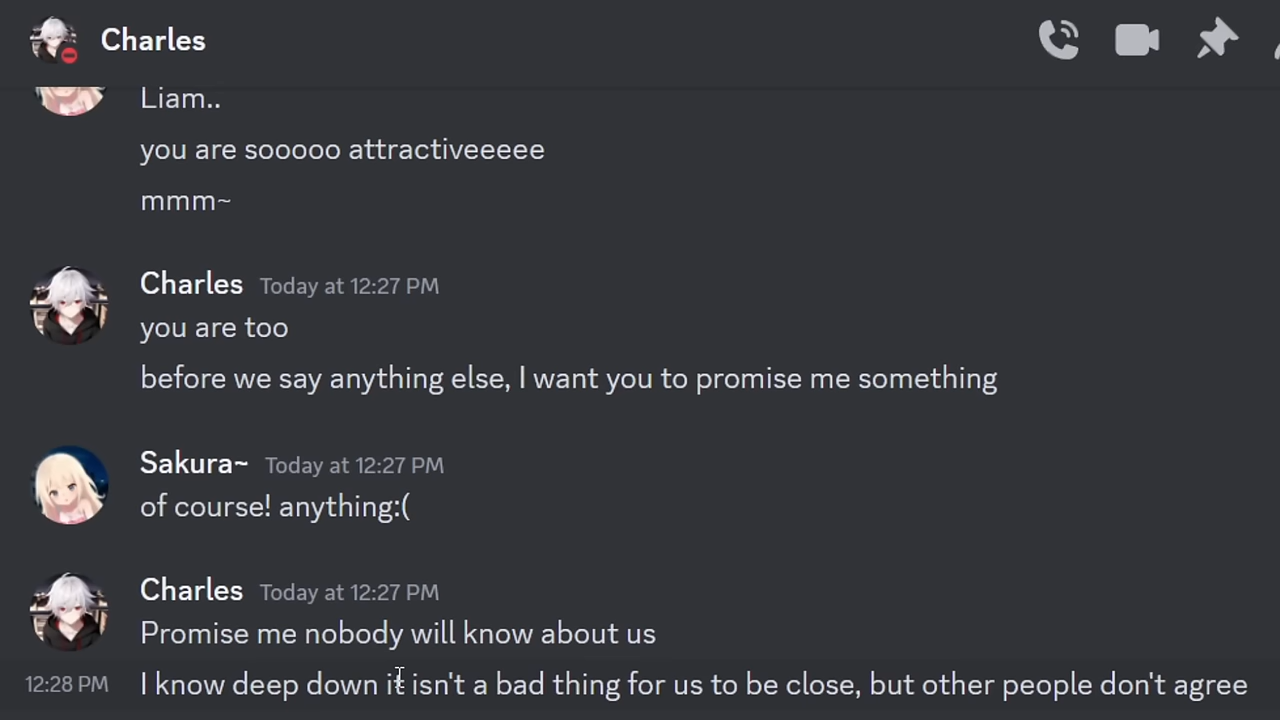 Charles
Liam..
you are sooooo attractiveeeee
mmm~
Charles Today at 12:27 PM
you are too
before we say anything else, I want you to promise me something
Sakura~ Today at 12:27 PM
of course! anything:(
Charles Today at 12:27 PM
Promise me nobody will know about us
12:28 PM I know deep down it isn't a bad thing for us to be close, but other people don't agree